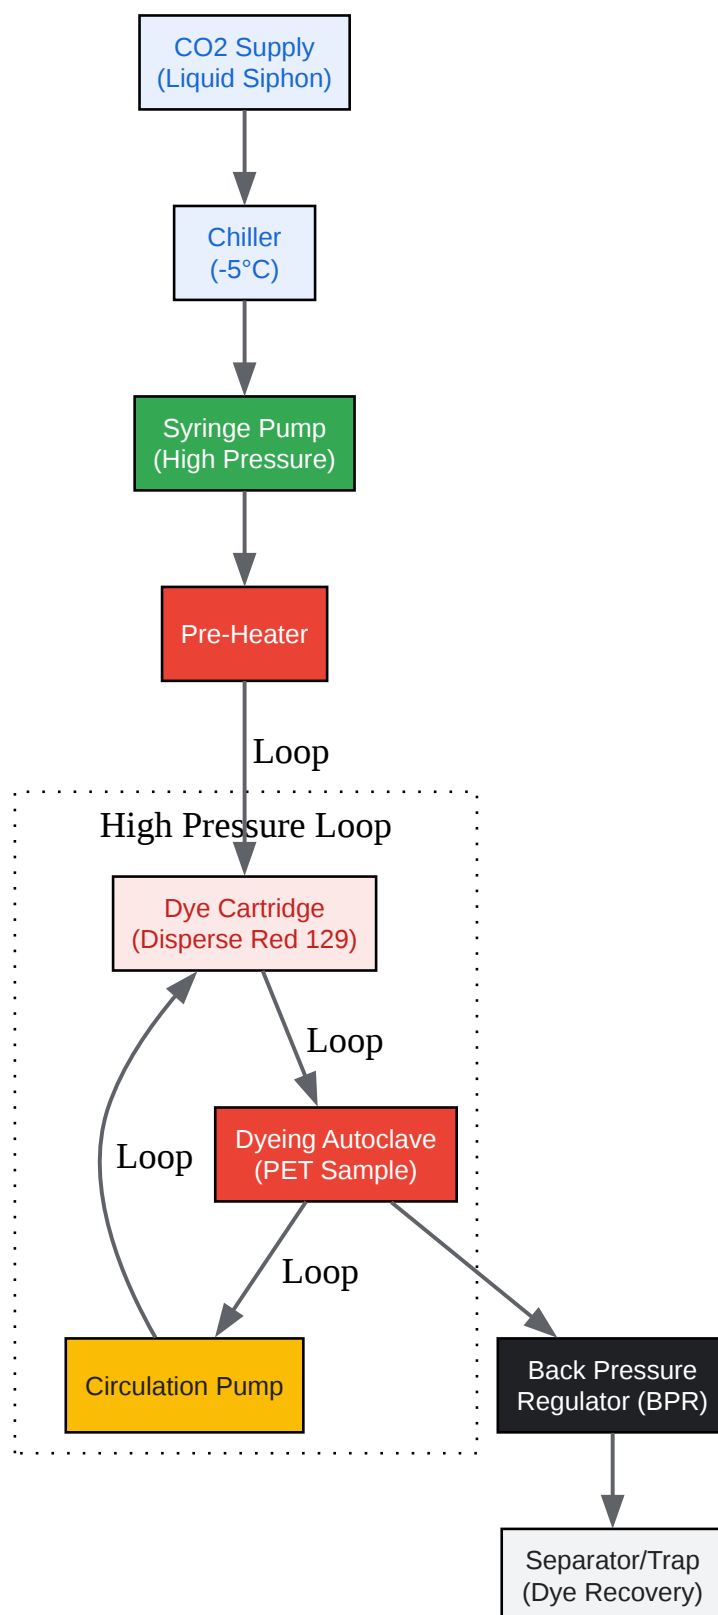 CO2 Supply
(Liquid Siphon)
Chiller
(-5°C)
Syringe Pump
(High Pressure)
Pre-Heater
Loop
High Pressure Loop
Dye Cartridge
(Disperse Red 129)
Loop
Dyeing Autoclave
(PET Sample)
Loop
Loop
Circulation Pump
Back Pressure
Regulator (BPR)
Separator/Trap
(Dye Recovery)